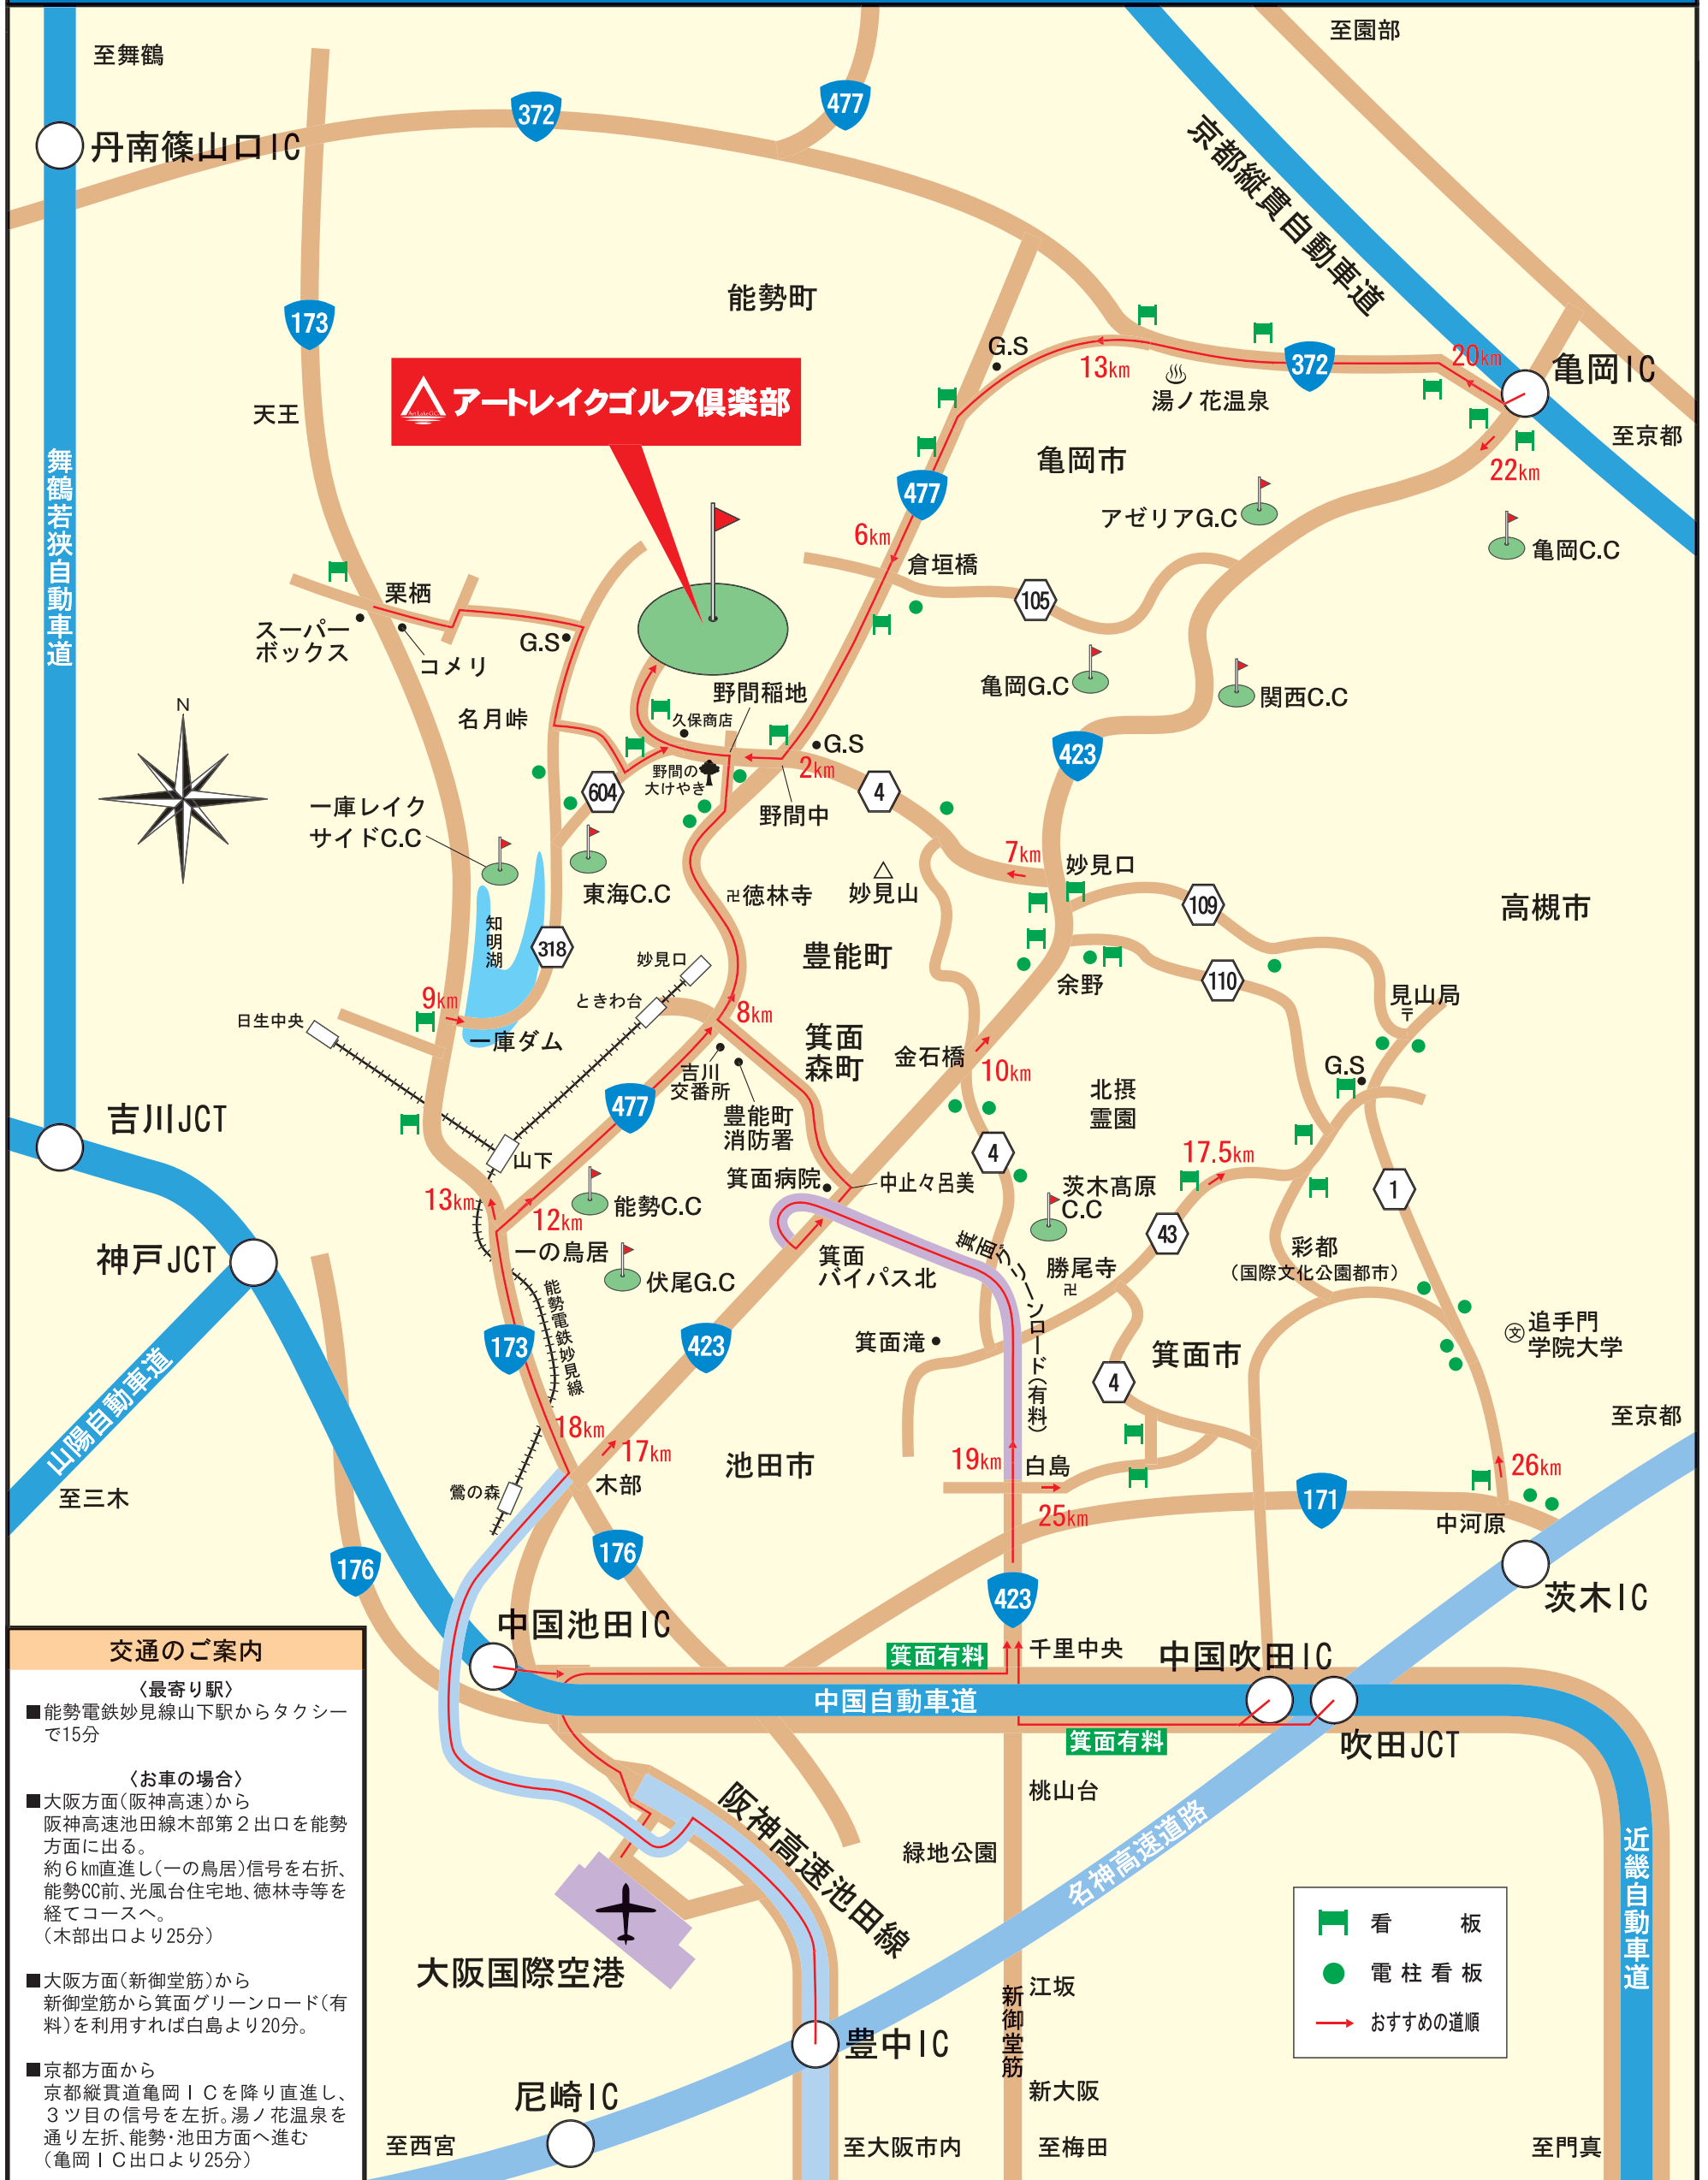 至舞鶴
至園部
477
372
丹南篠山口IC
京都縦貫自動車道
能勢町
173
G.S
13km
372
20km
亀岡IC
湯ノ花温泉
Art Lake G.C
アートレイクゴルフ倶楽部
天王
至京都
亀岡市
22km
舞鶴若狭自動車道
477
アゼリアG.C
6km
亀岡C.C
倉垣橋
栗栖
105
スーパー
ボックス
G.S
コメリ
亀岡G.C
関西C.C
野間稲地
N
名月峠
久保商店
G.S
423
2km
野間の
大けやき
604
4
一庫レイク
サイドC.C
野間中
7km
妙見口
東海C.C
徳林寺
妙見山
109
高槻市
知明湖
318
豊能町
妙見口
余野
110
9km
ときわ台
見山局
日生中央
8km
一庫ダム
箕面
森町
金石橋
10km
G.S
吉川
交番所
北摂
霊園
477
吉川JCT
豊能町
消防署
4
17.5km
山下
箕面病院
中止々呂美
茨木髙原
C.C
1
13km
12km
能勢C.C
43
神戸JCT
一の鳥居
箕面
バイパス北
箕面グリーンロード(有料)
勝尾寺
彩都
(国際文化公園都市)
伏尾G.C
能勢電鉄妙見線
173
423
箕面滝
箕面市
文
追手門
学院大学
4
山陽自動車道
至京都
18km
17km
池田市
19km
白島
26km
至三木
鶯の森
木部
25km
171
中河原
176
176
423
茨木IC
中国池田IC
箕面有料
千里中央
中国吹田IC
中国自動車道
箕面有料
吹田JCT
桃山台
阪神高速池田線
緑地公園
名神高速道路
近畿自動車道
大阪国際空港
江坂
新御堂筋
豊中IC
尼崎IC
新大阪
至西宮
至大阪市内
至梅田
至門真
交通のご案内
〈最寄り駅〉
■能勢電鉄妙見線山下駅からタクシー
で15分
〈お車の場合〉
■大阪方面(阪神高速)から
阪神高速池田線木部第2出口を能勢
方面に出る。
約6km直進し(一の鳥居)信号を右折、
能勢CC前、光風台住宅地、徳林寺等を
経てコースへ。
(木部出口より25分)
■大阪方面(新御堂筋)から
新御堂筋から箕面グリーンロード(有
料)を利用すれば白島より20分。
■京都方面から
京都縦貫道亀岡ICを降り直進し、
3ツ目の信号を左折。湯ノ花温泉を
通り左折、能勢・池田方面へ進む
(亀岡IC出口より25分)
看板
電柱看板
おすすめの道順